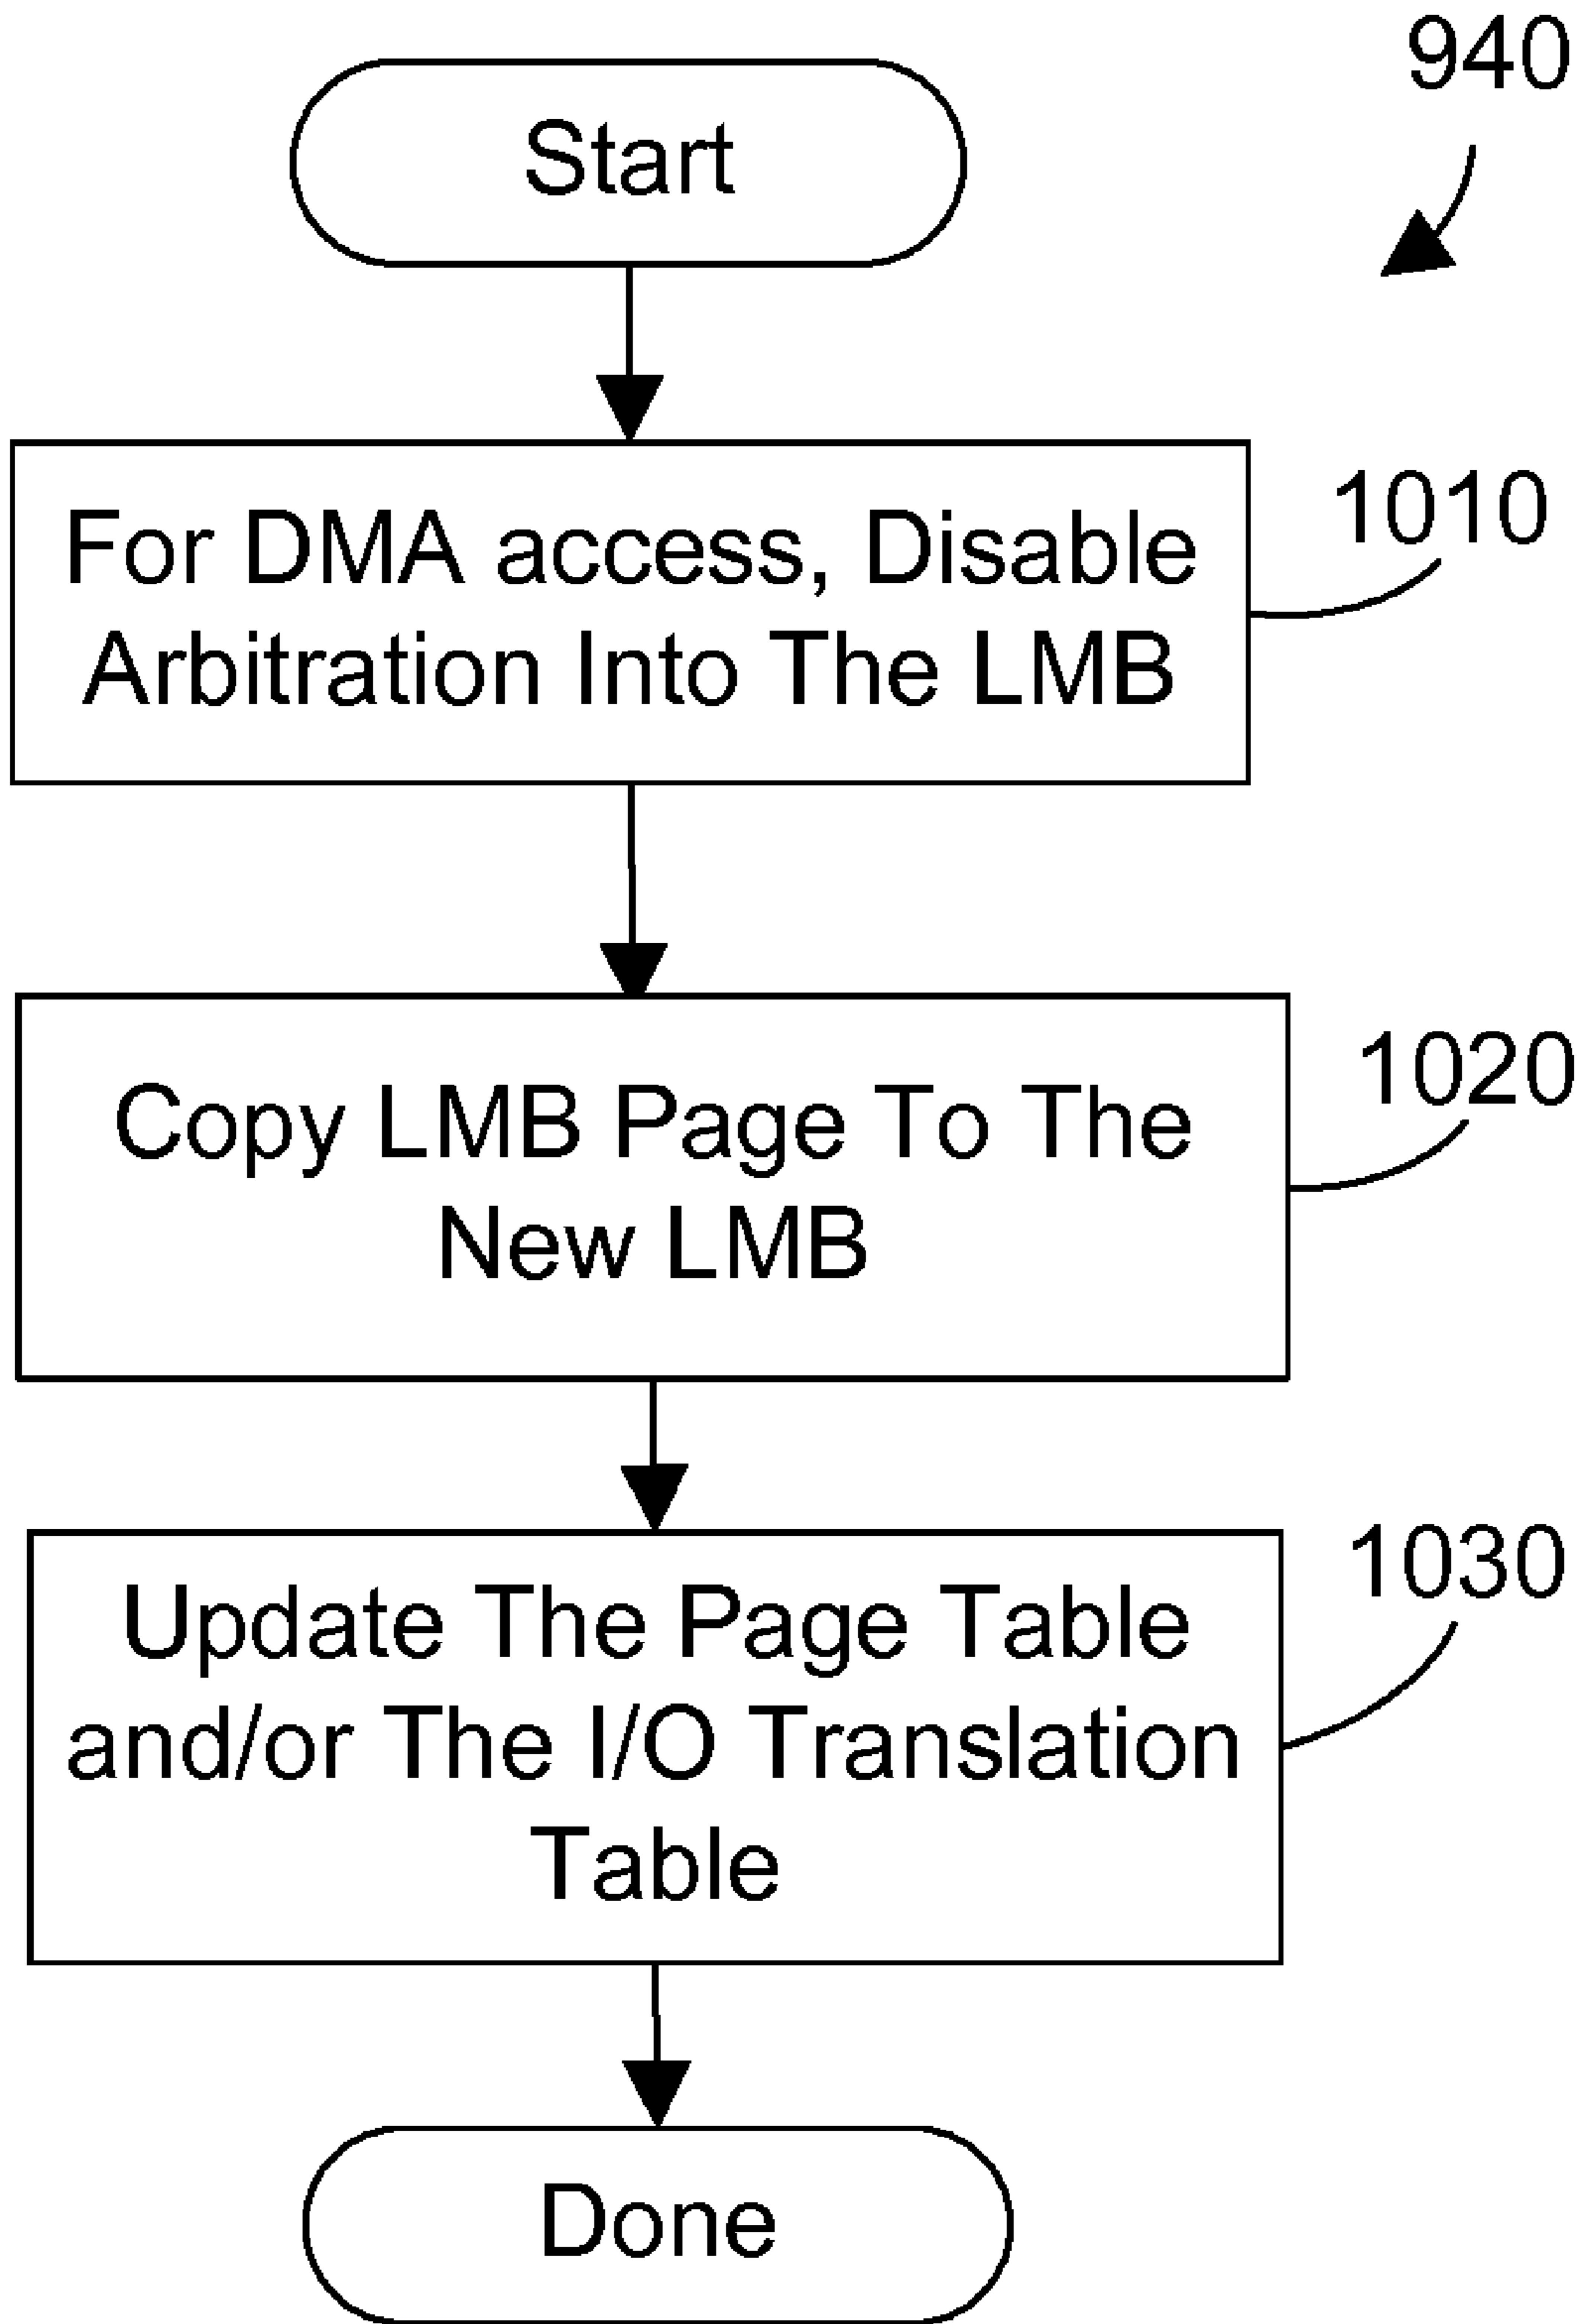 940
Start
For DMA access, Disable
Arbitration Into The LMB
1010
Copy LMB Page To The
New LMB
1020
Update The Page Table
and/or The I/O Translation
Table
1030
Done